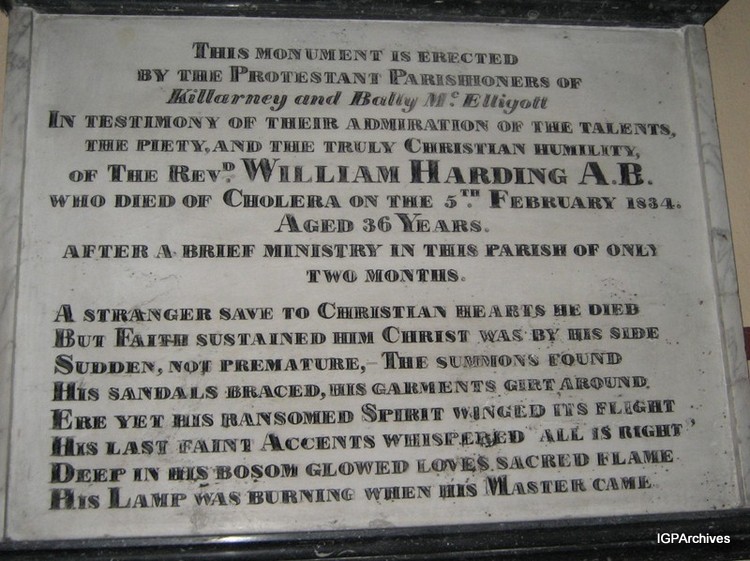 THIS MONUMENT IS ERECTED
BY THE PROTESTANT PARISHIONERS OF
Killarney and Bally Mc. Elligott
IN TESTIMONY OF THEIR ADMIRATION OF THE TALENTS,
THE PIETY, AND THE TRULY CHRISTIAN HUMILITY,
OF THE REVD. WILLIAM HARDING A.B.
WHO DIED OF CHOLERA ON THE 5TH. FEBRUARY 1834.
AGED 36 YEARS.
AFTER A BRIEF MINISTRY IN THIS PARISH OF ONLY
TWO MONTHS.
A STRANGER SAVE TO CHRISTIAN HEARTS HE DIED
BUT FAITH SUSTAINED HIM CHRIST WAS BY HIS SIDE
SUDDEN, NOT PREMATURE,- THE SUMMONS FOUND
HIS SANDALS BRACED, HIS GARMENTS GIRT AROUND.
ERE YET HIS RANSOMED SPIRIT WINGED ITS FLIGHT
HIS LAST FAINT ACCENTS WHISPERED ALL IS RIGHT'
DEEP IN HIS BOSOM GLOWED LOVES SACRED FLAME
HIS LAMP WAS BURNING WHEN HIS MASTER CAME
IGPArchives